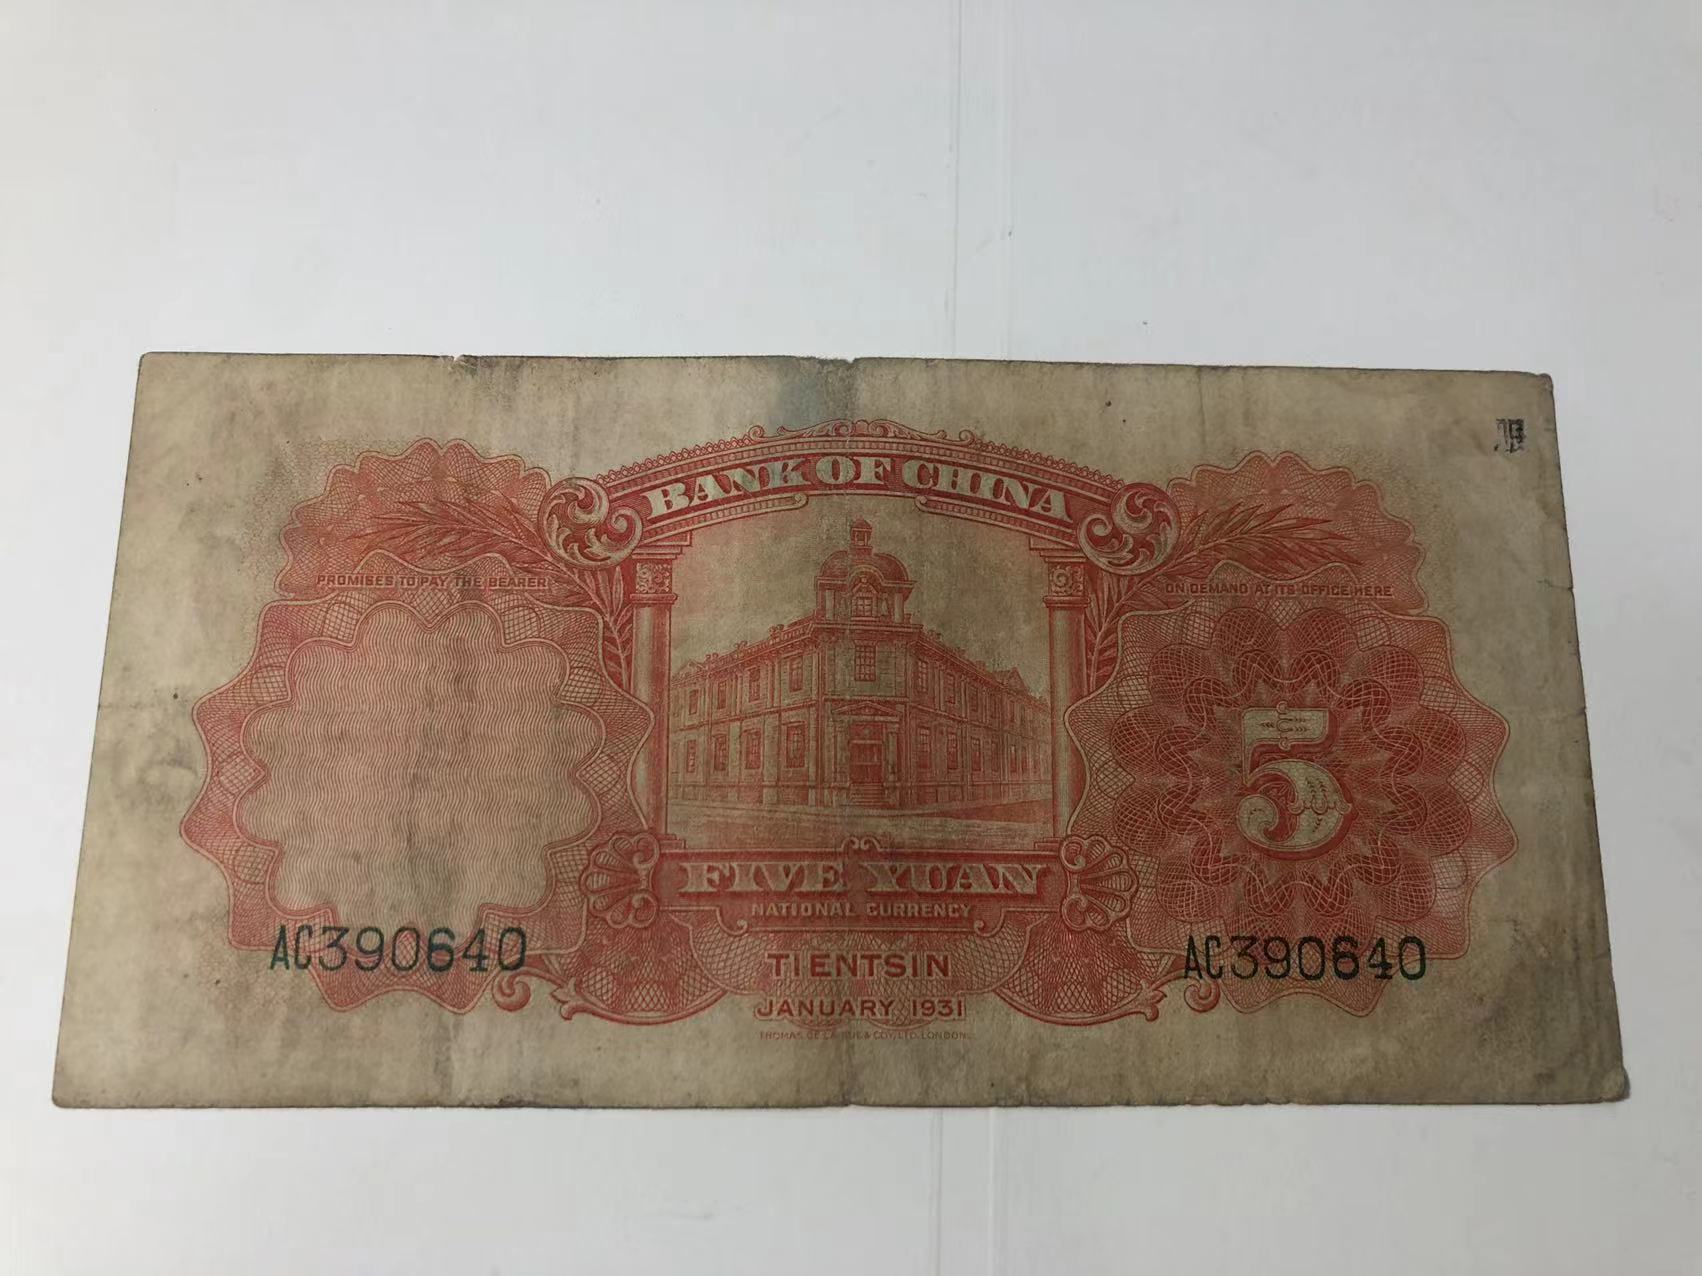 BANK OF CHINA
PROMISES TO PAY THE BEARER
ON DEMAND AT ITS OFFICE HERE
5
FIVE YUAN
NATIONAL CURRENCY
AC390640
AC390640
TIENTSIN
JANUARY 1931
THOMAS DE LA RUE & COY, LTD. LONDON.